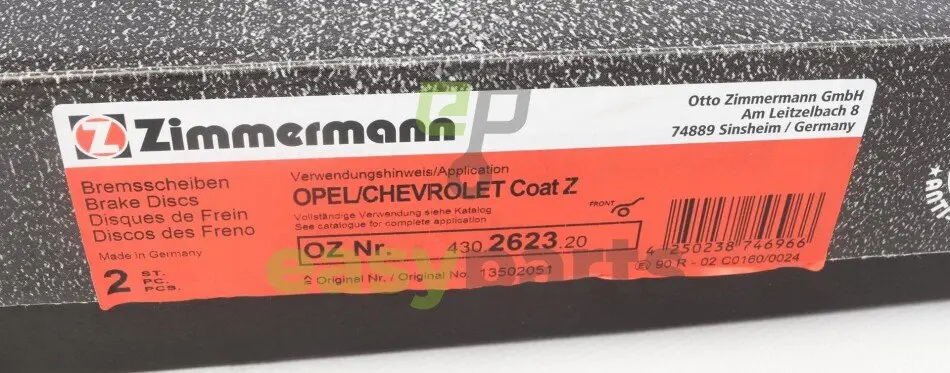 Z Zimmermann
Otto Zimmermann GmbH
Am Leitzelbach 8
74889 Sinsheim / Germany
Bremsscheiben
Brake Discs
Disques de Frein
Discos des Freno
Made in Germany
2 ST.
PC.
PCS.
Verwendungshinweis/Application
OPEL/CHEVROLET Coat Z
Vollständige Verwendung siehe Katalog
See catalogue for complete application
FRONT
OZ Nr. 430.2623.20
Original Nr. / Original No. 13502051
4 250238 746966
90 R - 02 C0160/0024
easyparts